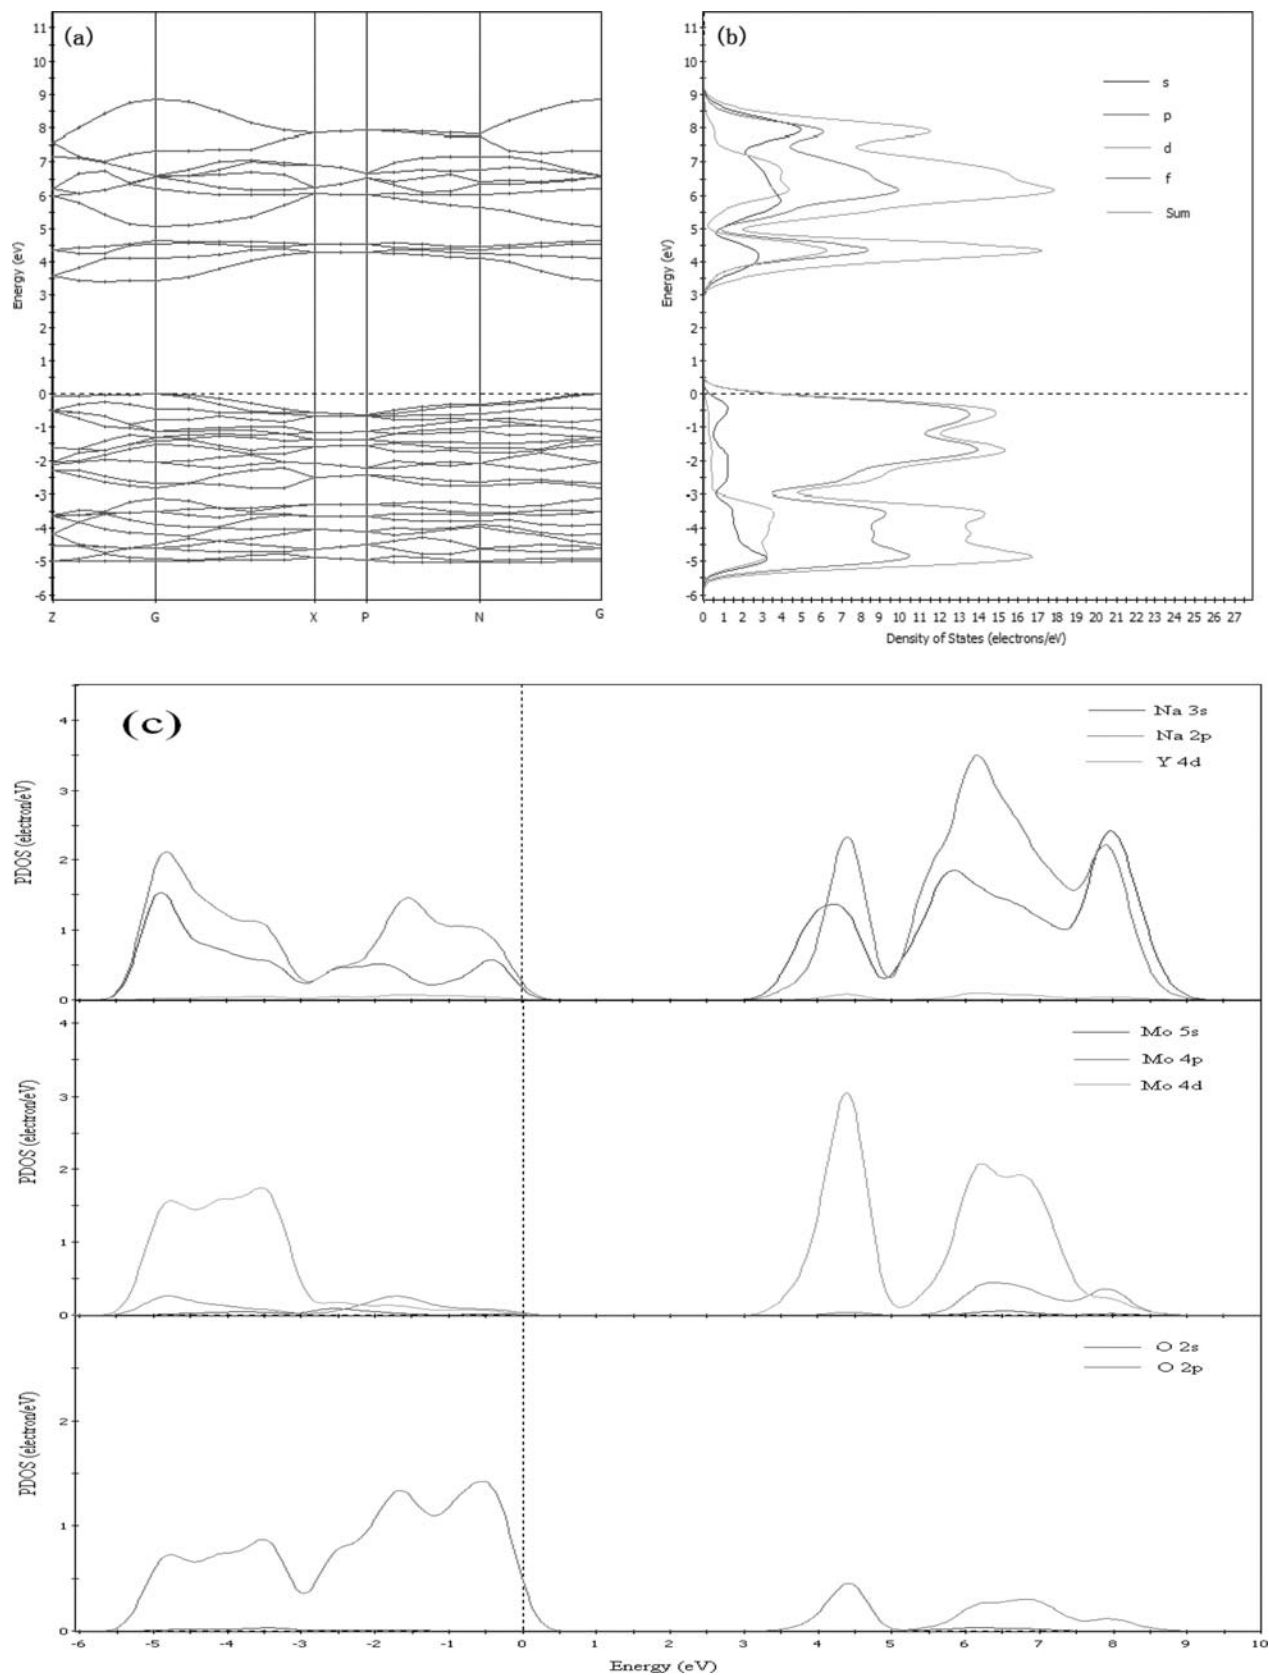 (a)
11
10
9
8
7
6
5
4
3
2
1
0
-1
-2
-3
-4
-5
-6
Energy (eV)
Z G X P N G
(b)
11
10
9
8
7
6
5
4
3
2
1
0
-1
-2
-3
-4
-5
-6
Energy (eV)
s
p
d
f
Sum
0 1 2 3 4 5 6 7 8 9 10 11 12 13 14 15 16 17 18 19 20 21 22 23 24 25 26 27
Density of States (electrons/eV)
(c)
4
3
2
1
0
PDOS (electron/eV)
Na 3s
Na 2p
Y 4d
4
3
2
1
0
PDOS (electron/eV)
Mo 5s
Mo 4p
Mo 4d
2
1
0
PDOS (electron/eV)
O 2s
O 2p
-6 -5 -4 -3 -2 -1 0 1 2 3 4 5 6 7 8 9 10
Energy (eV)